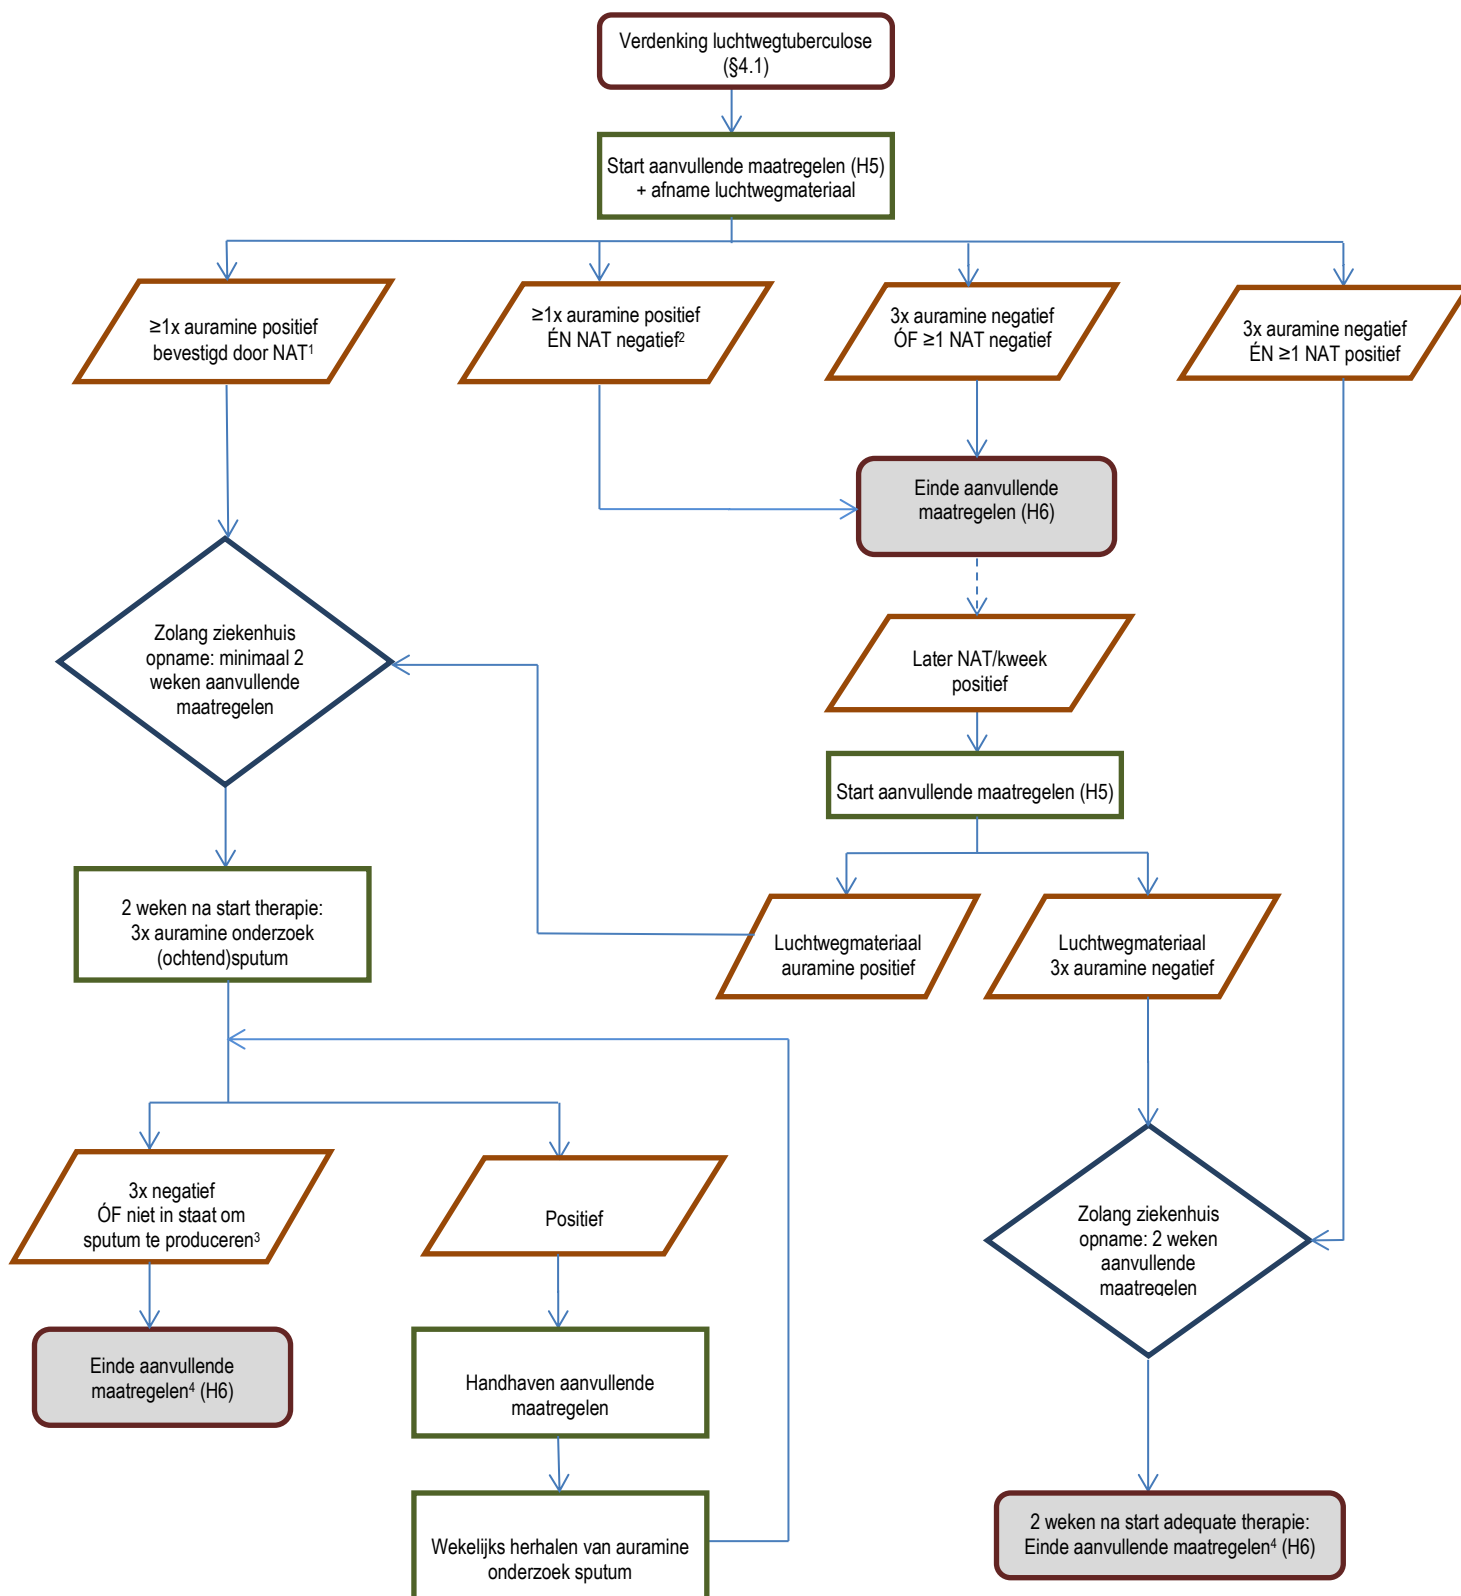 Verdenking luchtwegtuberculose
(§4.1)
Start aanvullende maatregelen (H5)
+ afname luchtwegmateriaal
≥1x auramine positief
bevestigd door NAT¹
≥1x auramine positief
ÉN NAT negatief²
3x auramine negatief
ÓF ≥1 NAT negatief
3x auramine negatief
ÉN ≥1 NAT positief
Einde aanvullende
maatregelen (H6)
Zolang ziekenhuis
opname: minimaal 2
weken aanvullende
maatregelen
Later NAT/kweek
positief
Start aanvullende maatregelen (H5)
2 weken na start therapie:
3x auramine onderzoek
(ochtend)sputum
Luchtwegmateriaal
auramine positief
Luchtwegmateriaal
3x auramine negatief
3x negatief
ÓF niet in staat om
sputum te produceren³
Positief
Zolang ziekenhuis
opname: 2 weken
aanvullende
maatregelen
Einde aanvullende
maatregelen⁴ (H6)
Handhaven aanvullende
maatregelen
Wekelijks herhalen van auramine
onderzoek sputum
2 weken na start adequate therapie:
Einde aanvullende maatregelen⁴ (H6)